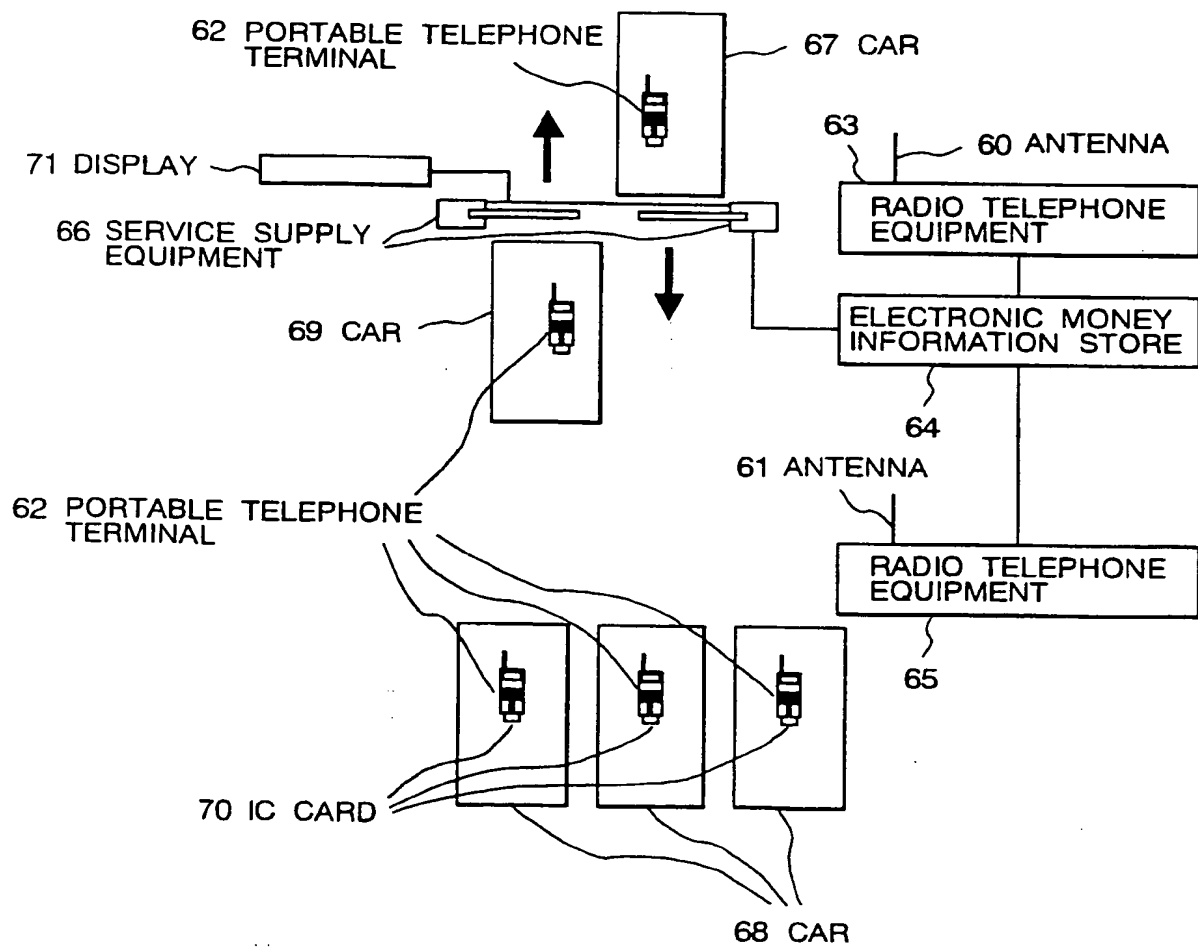 62 PORTABLE TELEPHONE
TERMINAL
67 CAR
63
60 ANTENNA
71 DISPLAY
RADIO TELEPHONE
EQUIPMENT
66 SERVICE SUPPLY
EQUIPMENT
69 CAR
ELECTRONIC MONEY
INFORMATION STORE
64
61 ANTENNA
62 PORTABLE TELEPHONE
TERMINAL
RADIO TELEPHONE
EQUIPMENT
65
70 IC CARD
68 CAR